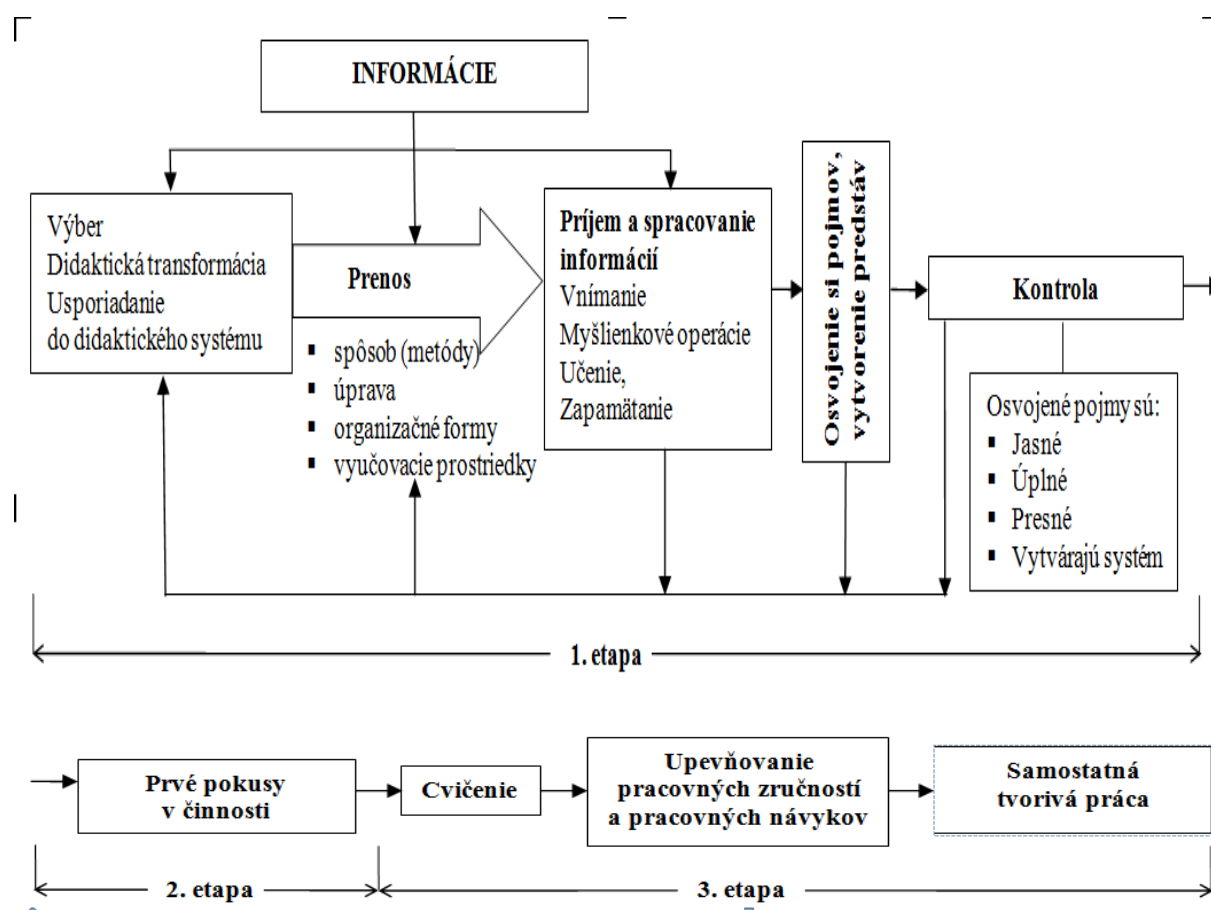 INFORMÁCIE
Výber
Didaktická transformácia
Usporiadanie
do didaktického systému
Prenos
▪ spôsob (metódy)
▪ úprava
▪ organizačné formy
▪ vyučovacie prostriedky
Príjem a spracovanie
informácií
Vnímanie
Myšlienkové operácie
Učenie,
Zapamätanie
Osvojenie si pojmov,
vytvorenie predstáv
Kontrola
Osvojené pojmy sú:
▪ Jasné
▪ Úplné
▪ Presné
▪ Vytvárajú systém
1. etapa
Prvé pokusy
v činnosti
Cvičenie
Upevňovanie
pracovných zručností
a pracovných návykov
Samostatná
tvorivá práca
2. etapa
3. etapa